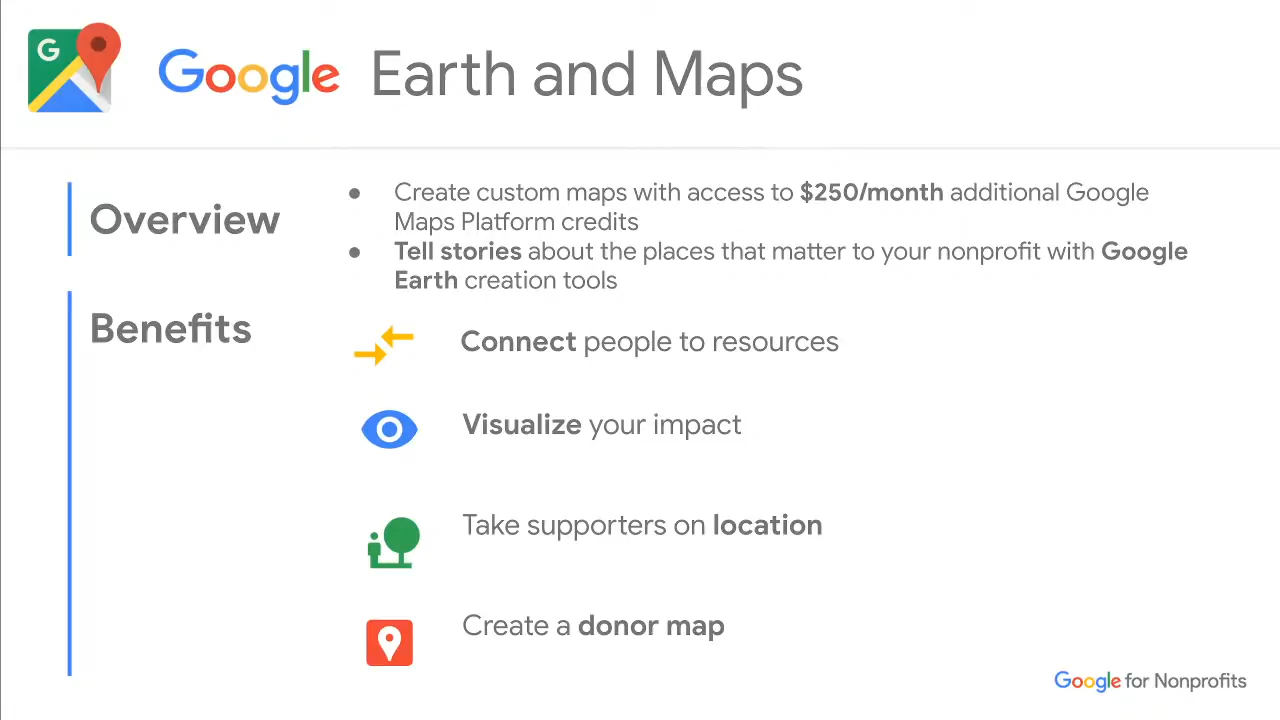 G
Google Earth and Maps
Overview
● Create custom maps with access to $250/month additional Google
Maps Platform credits
● Tell stories about the places that matter to your nonprofit with Google
Earth creation tools
Benefits
Connect people to resources
Visualize your impact
Take supporters on location
Create a donor map
Google for Nonprofits